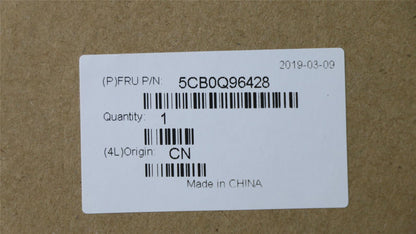 2019-03-09
(P)FRU P/N: 5CB0Q96428
Quantity: 1
(4L)Origin: CN
Made in CHINA